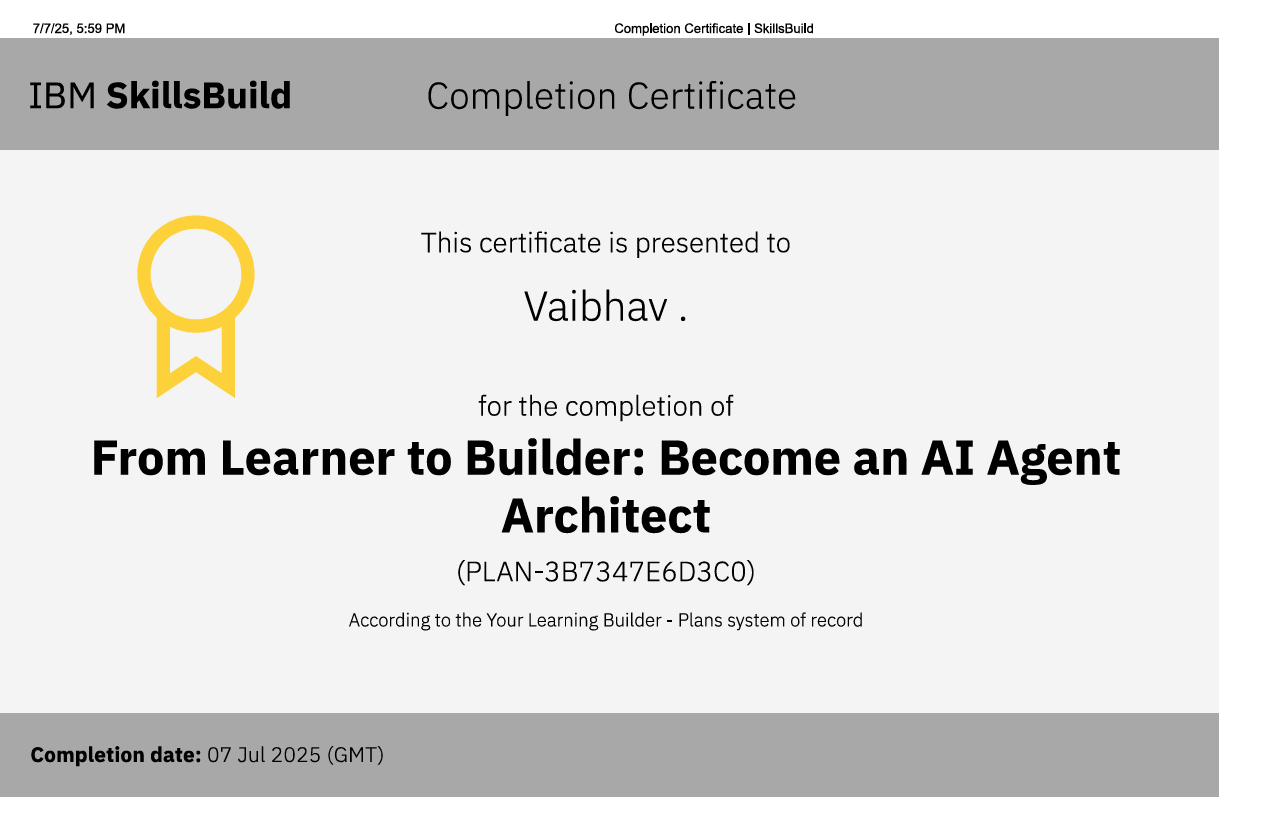 7/7/25, 5:59 PM
Completion Certificate | SkillsBuild
IBM SkillsBuild
Completion Certificate
This certificate is presented to
Vaibhav .
for the completion of
From Learner to Builder: Become an AI Agent
Architect
(PLAN-3B7347E6D3C0)
According to the Your Learning Builder - Plans system of record
Completion date: 07 Jul 2025 (GMT)